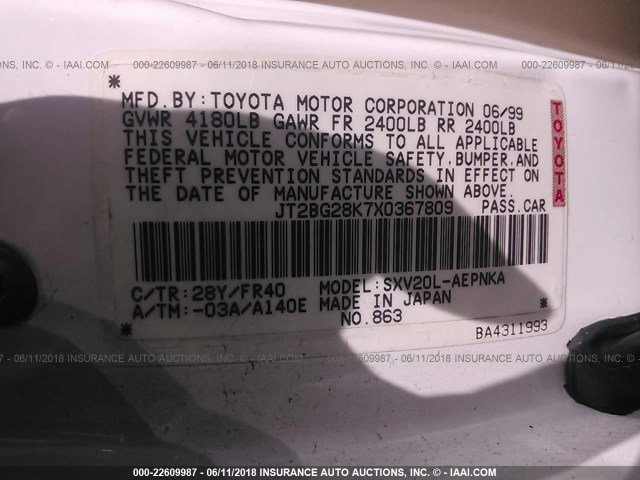 000-22609987 - 06/11/2018 INSURANCE AUTO AUCTIONS, INC. - IAAI.COM
*
MFD. BY: TOYOTA MOTOR CORPORATION 06/99
GVWR 4180LB GAWR FR 2400LB RR 2400LB
THIS VEHICLE CONFORMS TO ALL APPLICABLE
FEDERAL MOTOR VEHICLE SAFETY, BUMPER, AND
THEFT PREVENTION STANDARDS IN EFFECT ON
THE DATE OF MANUFACTURE SHOWN ABOVE.
JT2BG28K7X0367809 PASS.CAR
TOYOTA
C/TR:28Y/FR40 MODEL:SXV20L-AEPNKA
A/TM:-03A/A140E MADE IN JAPAN
NO.863
*
*
BA4311993
000-22609987 - 06/11/2018 INSURANCE AUTO AUCTIONS, INC. - IAAI.COM
000-22609987 - 06/11/2018 INSURANCE AUTO AUCTIONS, INC. - IAAI.COM